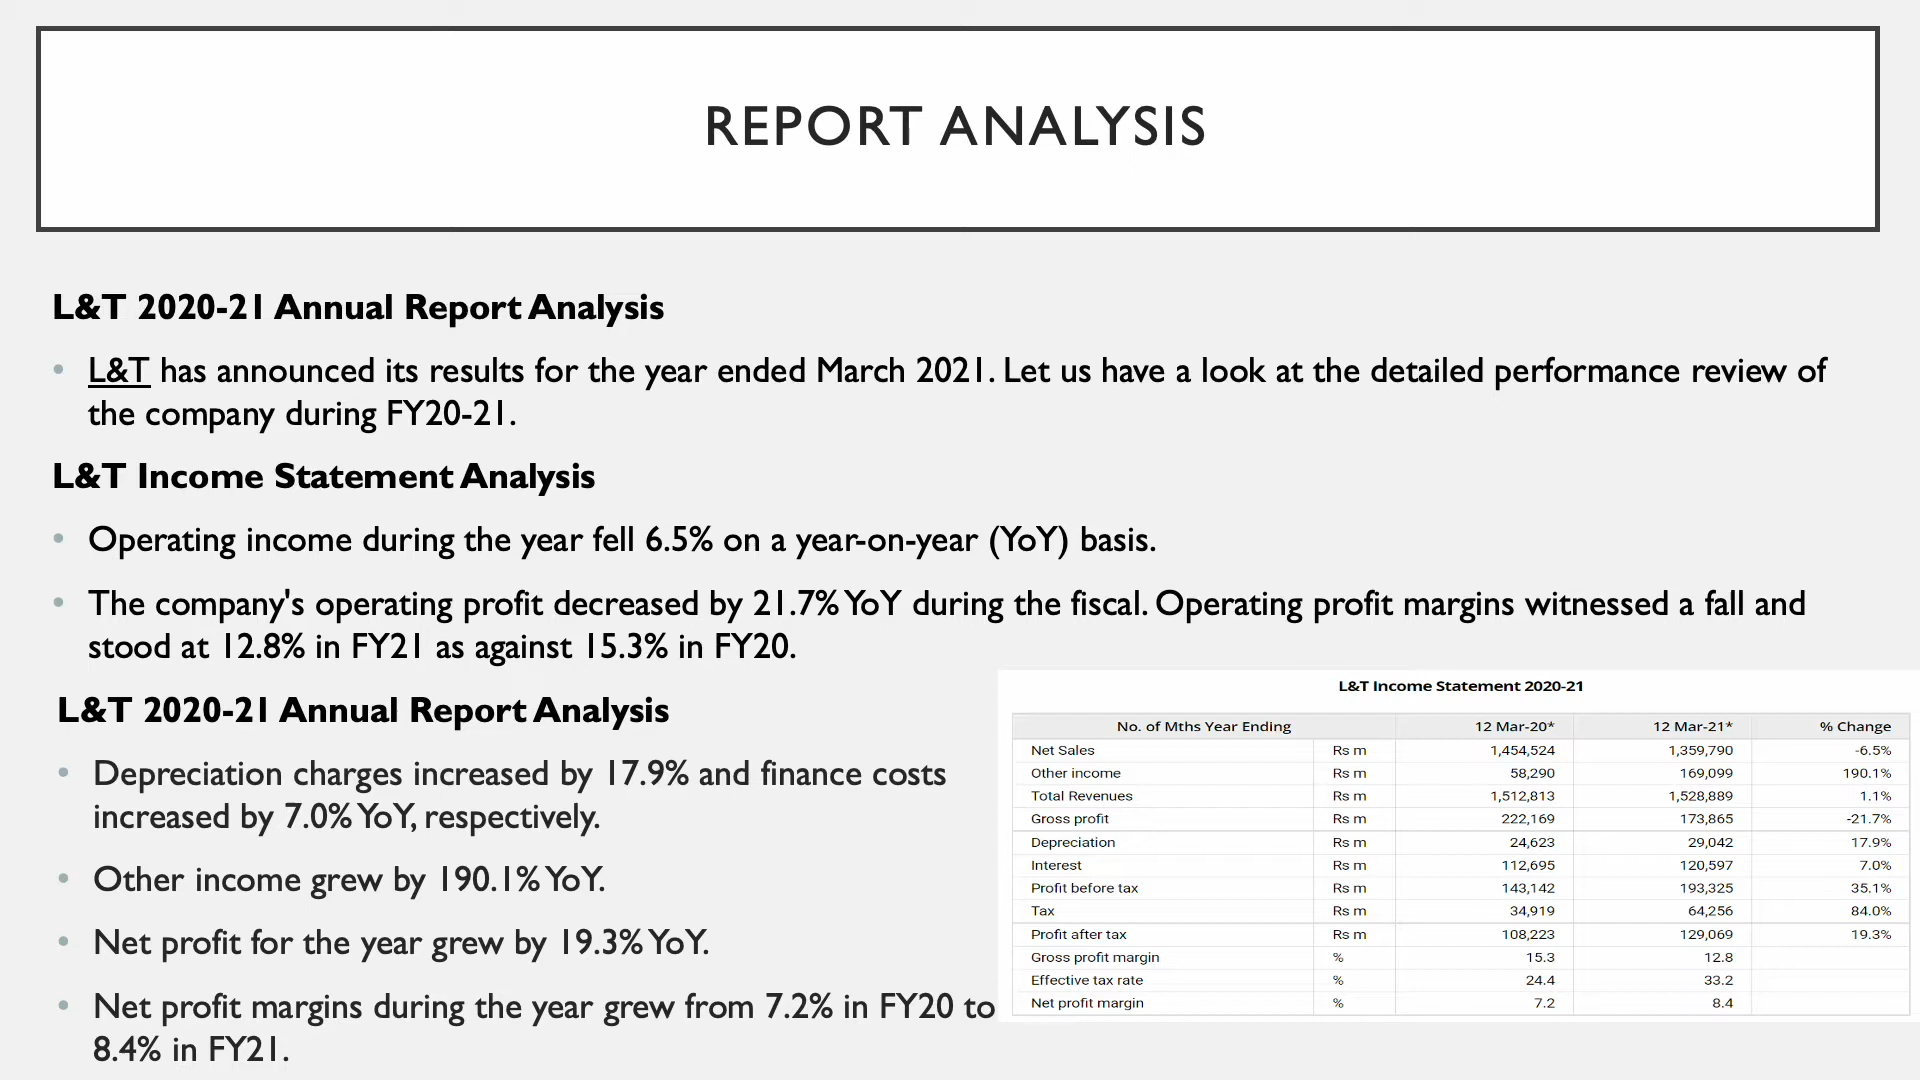 REPORT ANALYSIS
L&T 2020-21 Annual Report Analysis
• L&T has announced its results for the year ended March 2021. Let us have a look at the detailed performance review of
the company during FY20-21.
L&T Income Statement Analysis
• Operating income during the year fell 6.5% on a year-on-year (YoY) basis.
• The company's operating profit decreased by 21.7% YoY during the fiscal. Operating profit margins witnessed a fall and
stood at 12.8% in FY21 as against 15.3% in FY20.
L&T 2020-21 Annual Report Analysis
• Depreciation charges increased by 17.9% and finance costs
increased by 7.0% YoY, respectively.
• Other income grew by 190.1% YoY.
• Net profit for the year grew by 19.3% YoY.
• Net profit margins during the year grew from 7.2% in FY20 to
8.4% in FY21.
L&T Income Statement 2020-21
No. of Mths Year Ending 12 Mar-20* 12 Mar-21* % Change
Net Sales Rs m 1,454,524 1,359,790 -6.5%
Other income Rs m 58,290 169,099 190.1%
Total Revenues Rs m 1,512,813 1,528,889 1.1%
Gross profit Rs m 222,169 173,865 -21.7%
Depreciation Rs m 24,623 29,042 17.9%
Interest Rs m 112,695 120,597 7.0%
Profit before tax Rs m 143,142 193,325 35.1%
Tax Rs m 34,919 64,256 84.0%
Profit after tax Rs m 108,223 129,069 19.3%
Gross profit margin % 15.3 12.8
Effective tax rate % 24.4 33.2
Net profit margin % 7.2 8.4